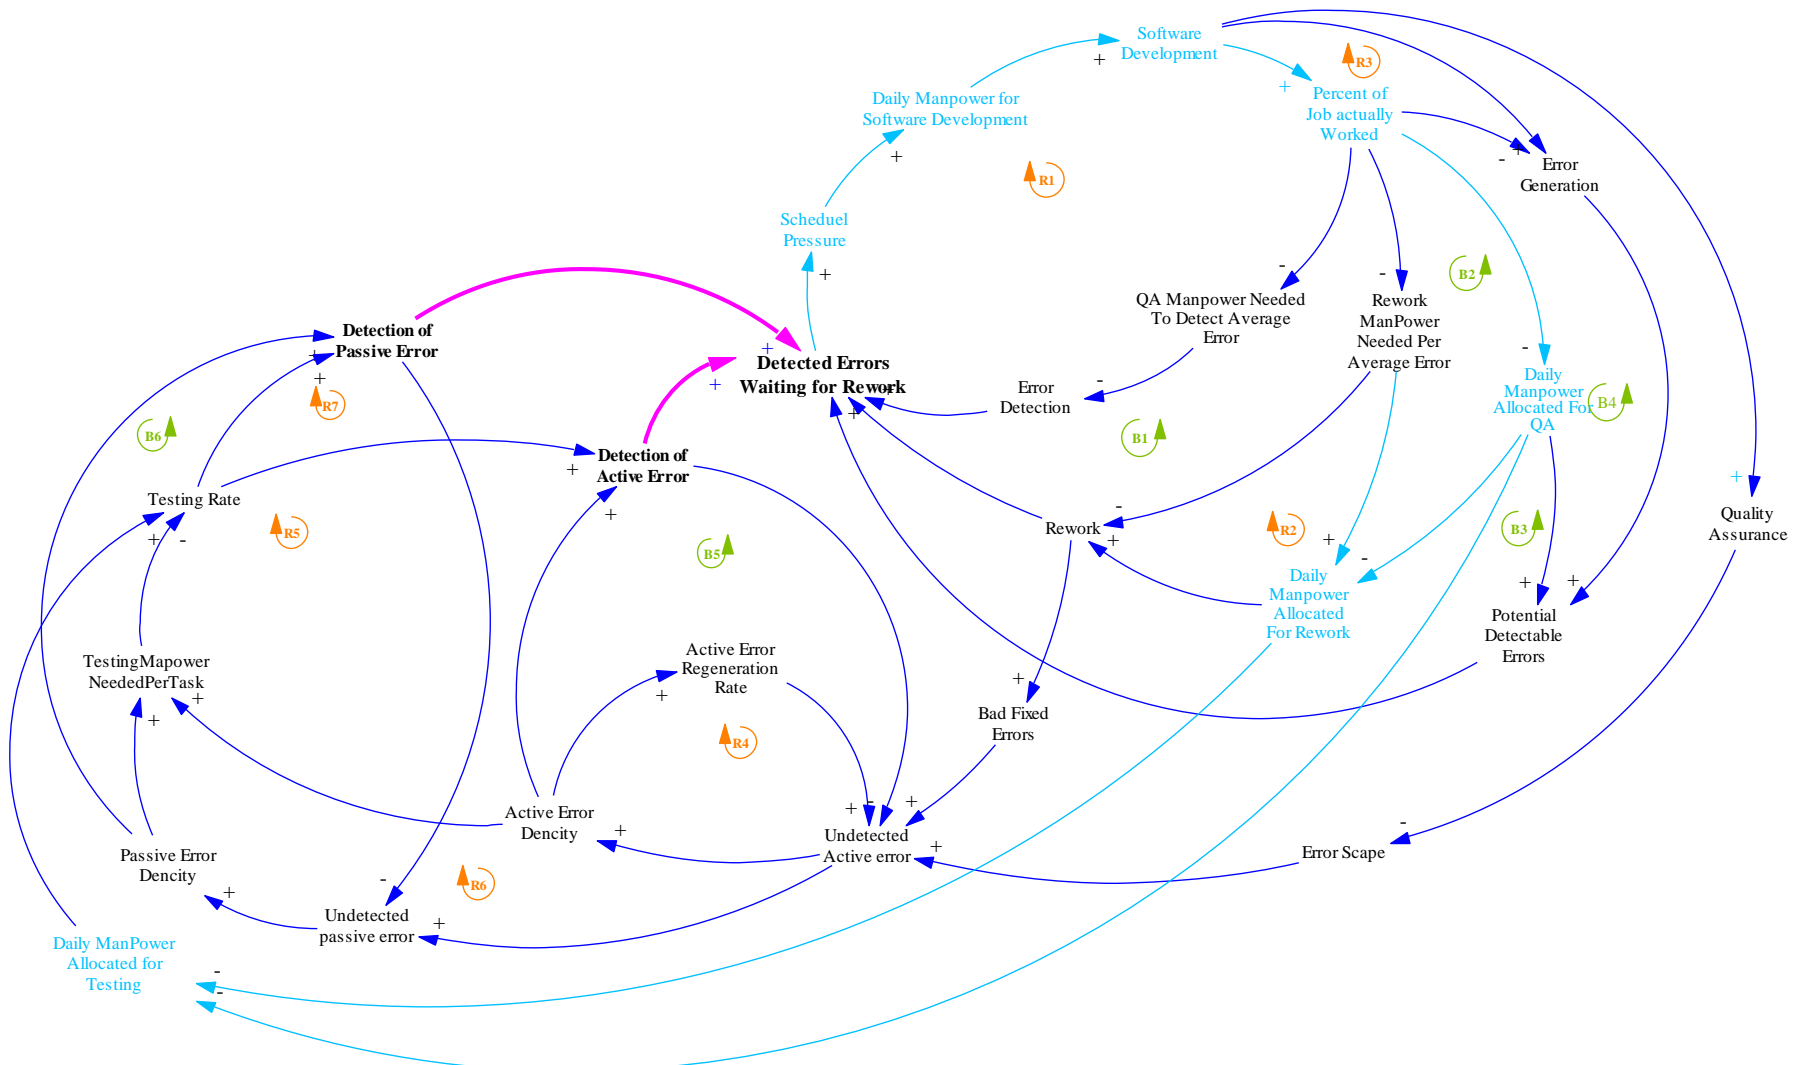 Software
Development
R3
Percent of
Job actually
Worked
Daily Manpower for
Software Development
Error
Generation
R1
Scheduel
Pressure
B2
QA Manpower Needed
To Detect Average
Error
Rework
ManPower
Needed Per
Average Error
Detection of
Passive Error
Detected Errors
Waiting for Rework
Error
Detection
Daily
Manpower
Allocated For
QA
B4
R7
B6
B1
Detection of
Active Error
Testing Rate
R5
B5
Rework
R2
B3
Quality
Assurance
Daily
Manpower
Allocated
For Rework
Potential
Detectable
Errors
TestingMapower
NeededPerTask
Active Error
Regeneration
Rate
R4
Bad Fixed
Errors
Active Error
Dencity
Undetected
Active error
Error Scape
Passive Error
Dencity
R6
Undetected
passive error
Daily ManPower
Allocated for
Testing